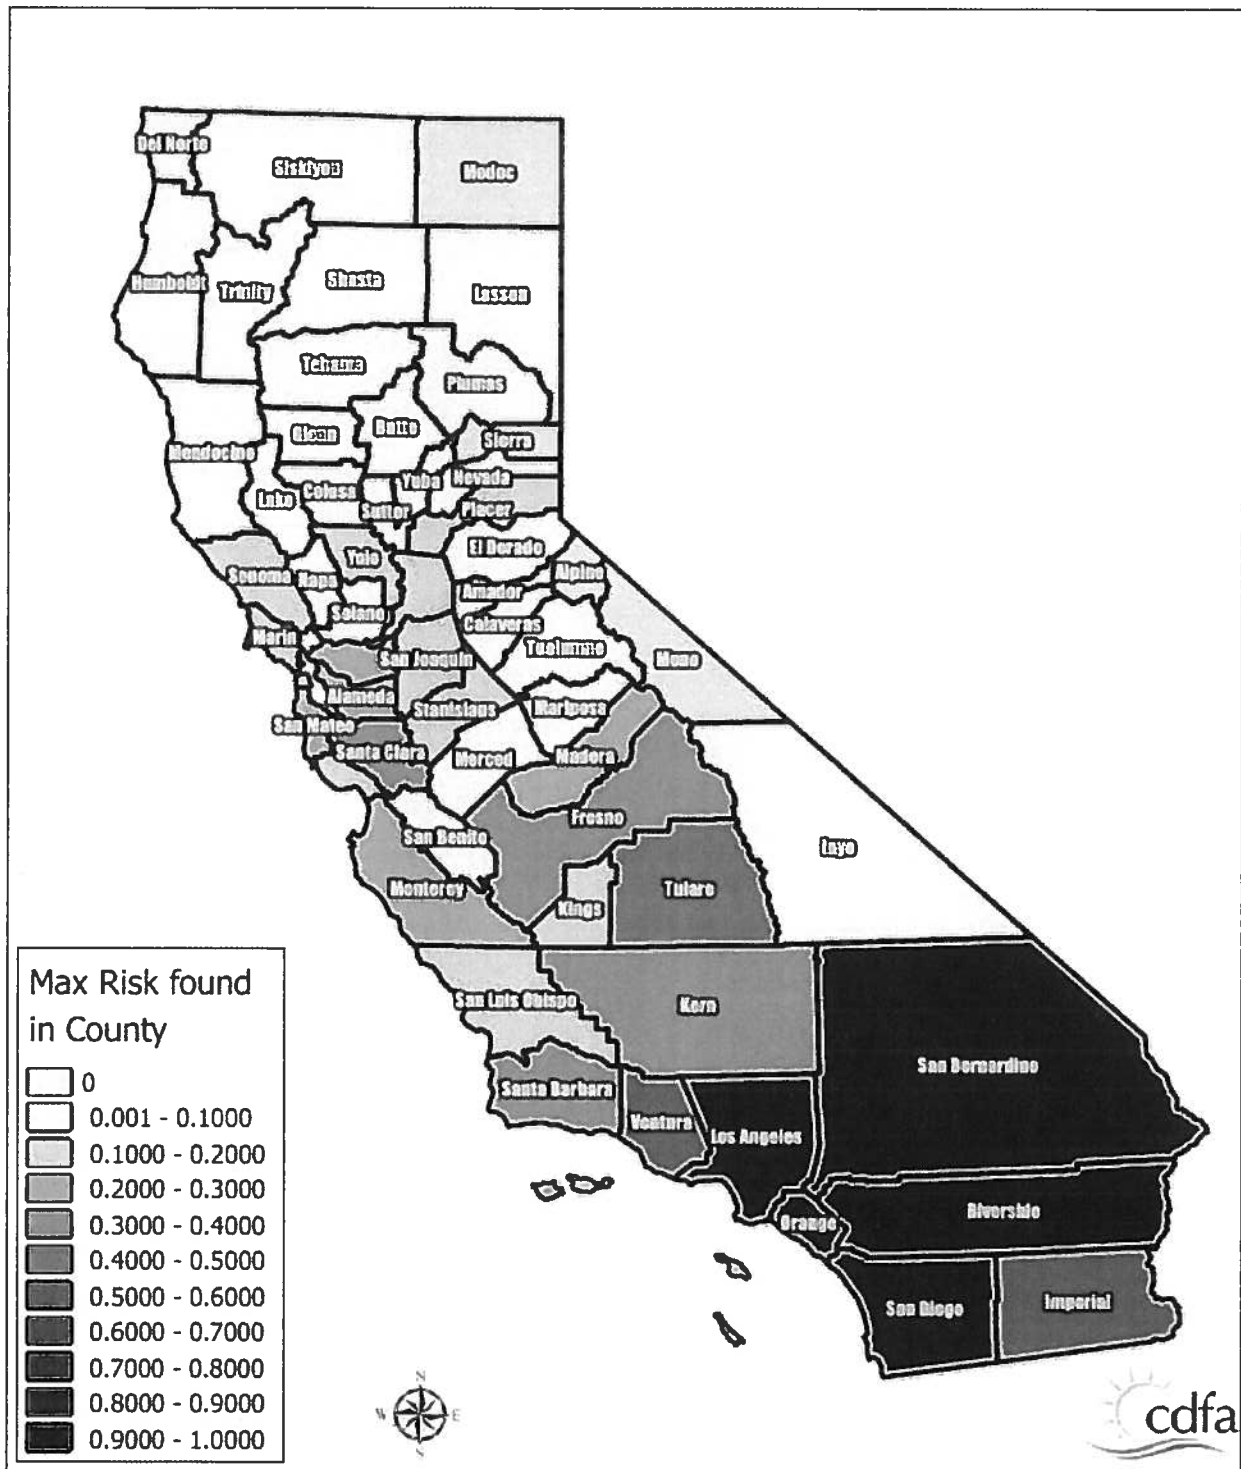 Del Norte
Siskiyou
Modoc
Humboldt
Trinity
Shasta
Lassen
Tehama
Plumas
Glenn
Butte
Sierra
Mendocino
Lake
Colusa
Sutter
Yuba
Nevada
Placer
El Dorado
Sonoma
Napa
Yolo
Solano
Amador
Alpine
Calaveras
Tuolumne
Mono
Marin
San Joaquin
Alameda
Stanislaus
Mariposa
San Mateo
Santa Clara
Merced
Madera
Fresno
San Benito
Inyo
Monterey
Kings
Tulare
San Luis Obispo
Kern
San Bernardino
Santa Barbara
Ventura
Los Angeles
Orange
Riverside
San Diego
Imperial
Max Risk found
in County
0
0.001 - 0.1000
0.1000 - 0.2000
0.2000 - 0.3000
0.3000 - 0.4000
0.4000 - 0.5000
0.5000 - 0.6000
0.6000 - 0.7000
0.7000 - 0.8000
0.8000 - 0.9000
0.9000 - 1.0000
N
W E
S
cdfa